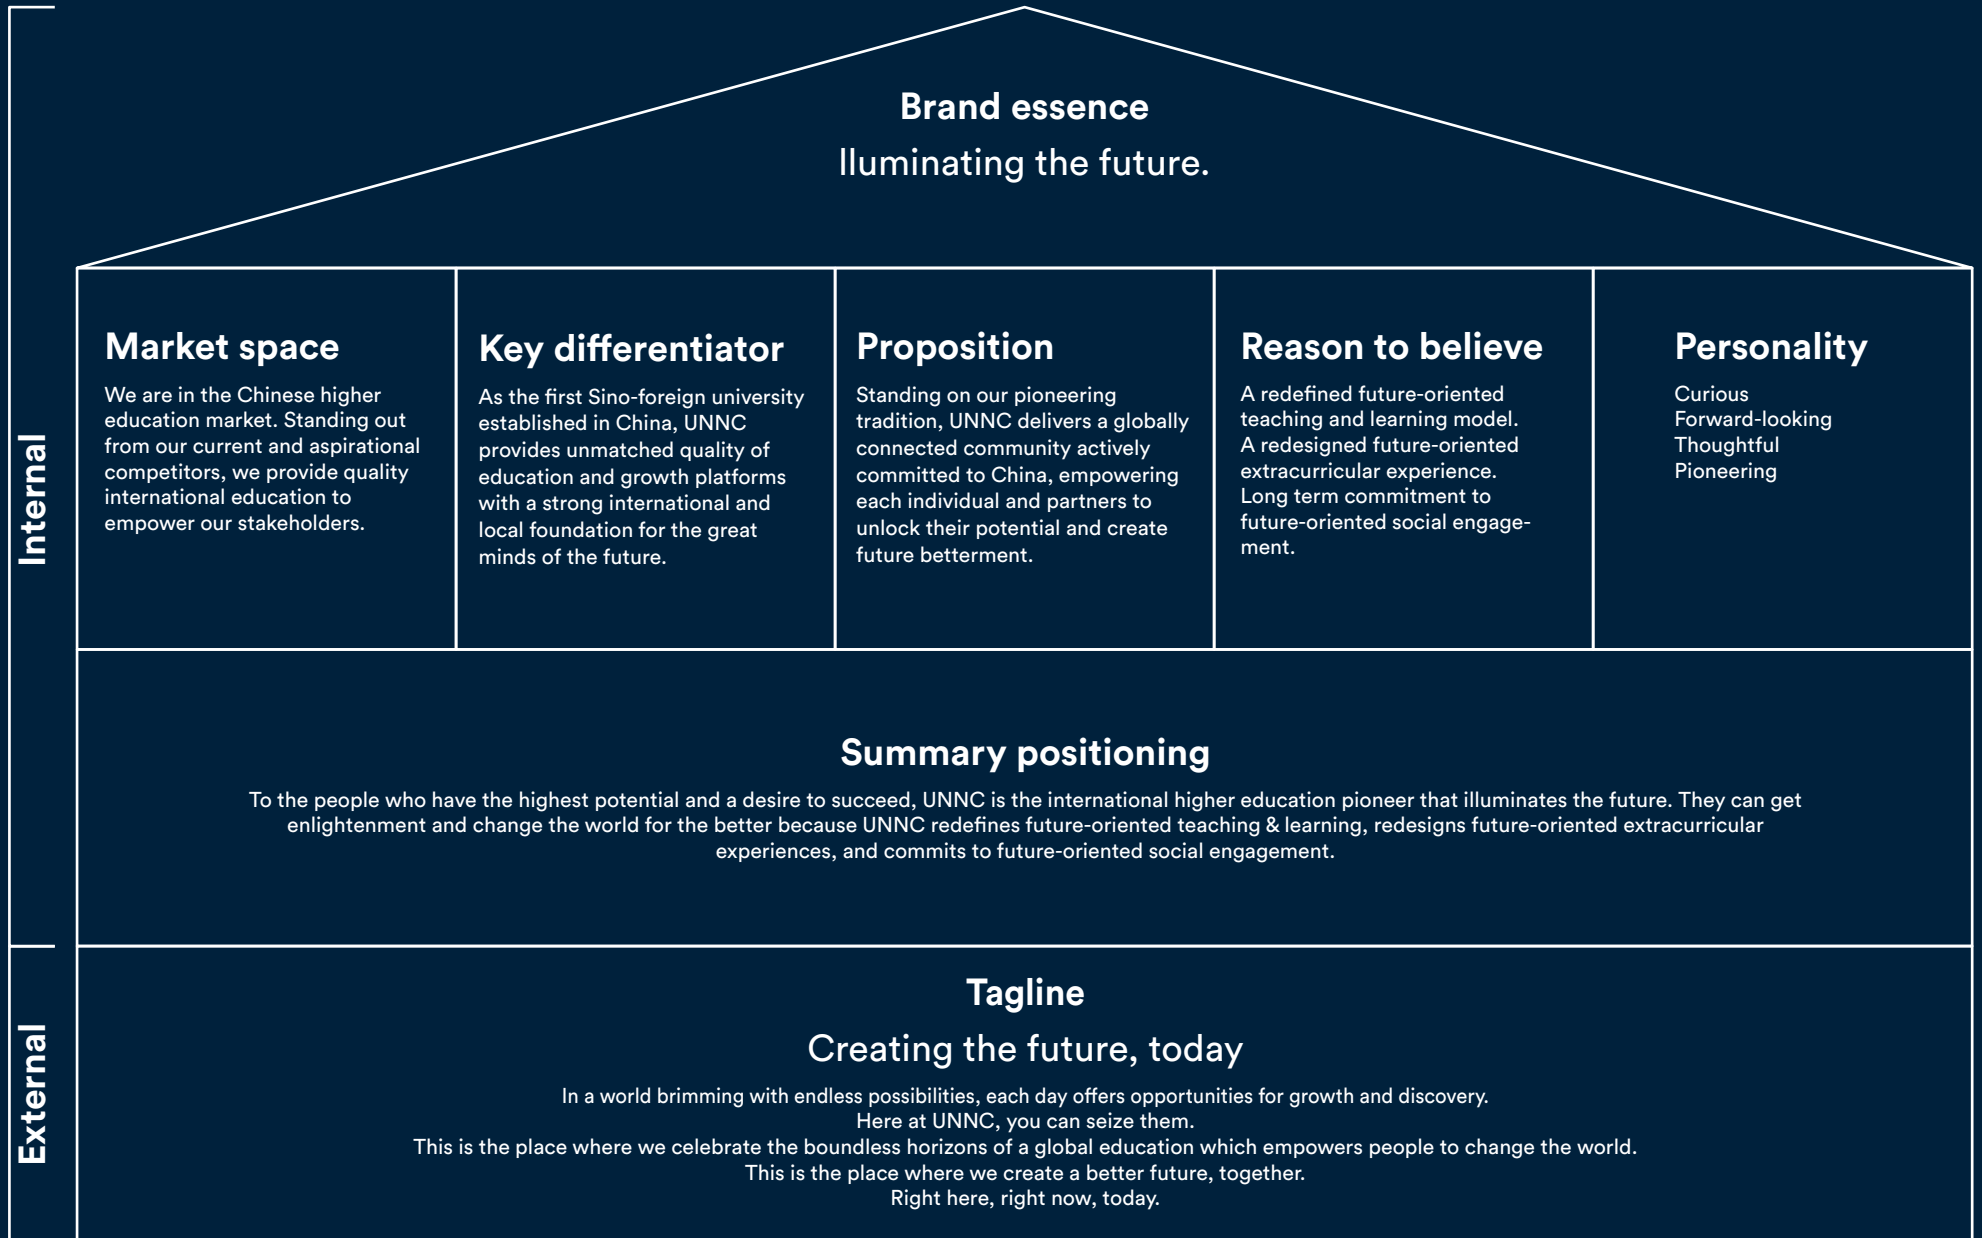 Brand essence
Iluminating the future.
Internal
Market space
We are in the Chinese higher
education market. Standing out
from our current and aspirational
competitors, we provide quality
international education to
empower our stakeholders.
Key differentiator
As the first Sino-foreign university
established in China, UNNC
provides unmatched quality of
education and growth platforms
with a strong international and
local foundation for the great
minds of the future.
Proposition
Standing on our pioneering
tradition, UNNC delivers a globally
connected community actively
committed to China, empowering
each individual and partners to
unlock their potential and create
future betterment.
Reason to believe
A redefined future-oriented
teaching and learning model.
A redesigned future-oriented
extracurricular experience.
Long term commitment to
future-oriented social engage-
ment.
Personality
Curious
Forward-looking
Thoughtful
Pioneering
Summary positioning
To the people who have the highest potential and a desire to succeed, UNNC is the international higher education pioneer that illuminates the future. They can get
enlightenment and change the world for the better because UNNC redefines future-oriented teaching & learning, redesigns future-oriented extracurricular
experiences, and commits to future-oriented social engagement.
External
Tagline
Creating the future, today
In a world brimming with endless possibilities, each day offers opportunities for growth and discovery.
Here at UNNC, you can seize them.
This is the place where we celebrate the boundless horizons of a global education which empowers people to change the world.
This is the place where we create a better future, together.
Right here, right now, today.